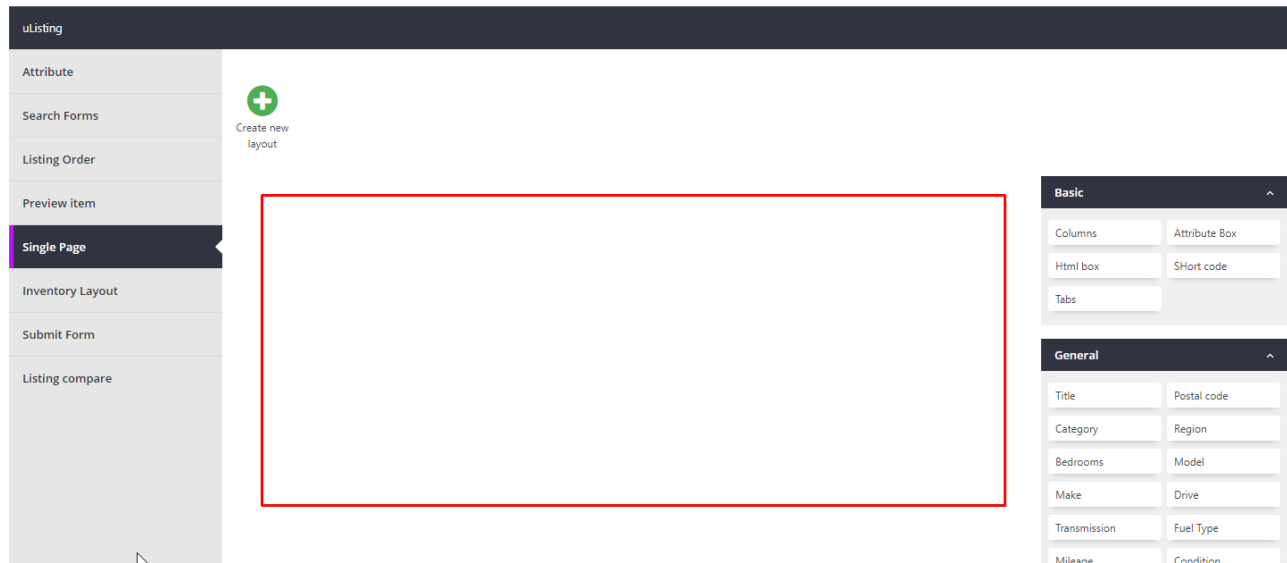 uListing
Attribute
Search Forms
Listing Order
Preview item
Single Page
Inventory Layout
Submit Form
Listing compare
Create new
layout
Basic
Columns
Attribute Box
Html box
SHort code
Tabs
General
Title
Postal code
Category
Region
Bedrooms
Model
Make
Drive
Transmission
Fuel Type
Mileage
Condition